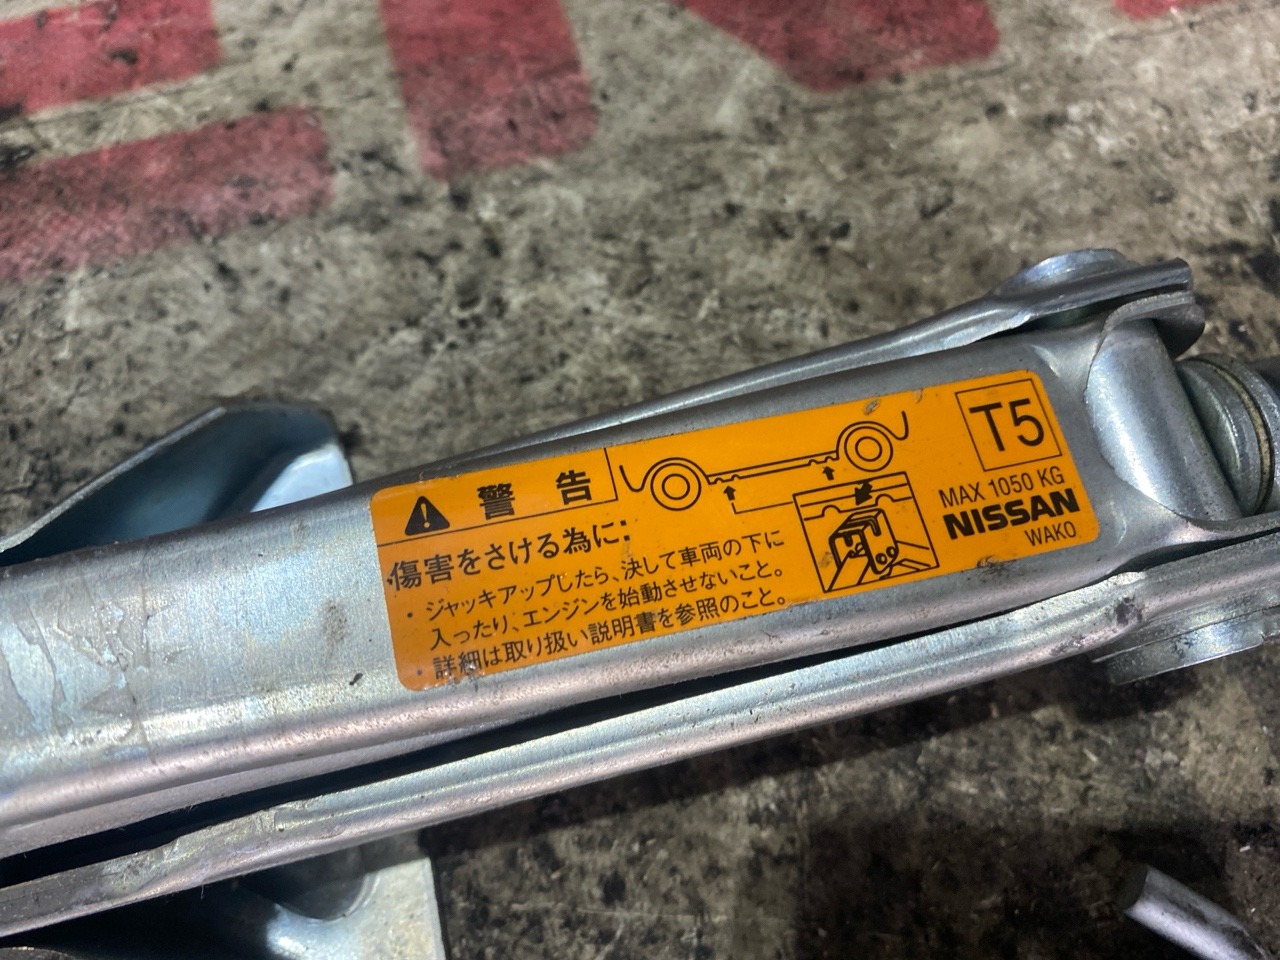 警告
傷害をさける為に:
・ジャッキアップしたら、決して車両の下に
入ったり、エンジンを始動させないこと。
・詳細は取り扱い説明書を参照のこと。
T5
MAX 1050 KG
NISSAN
WAKO